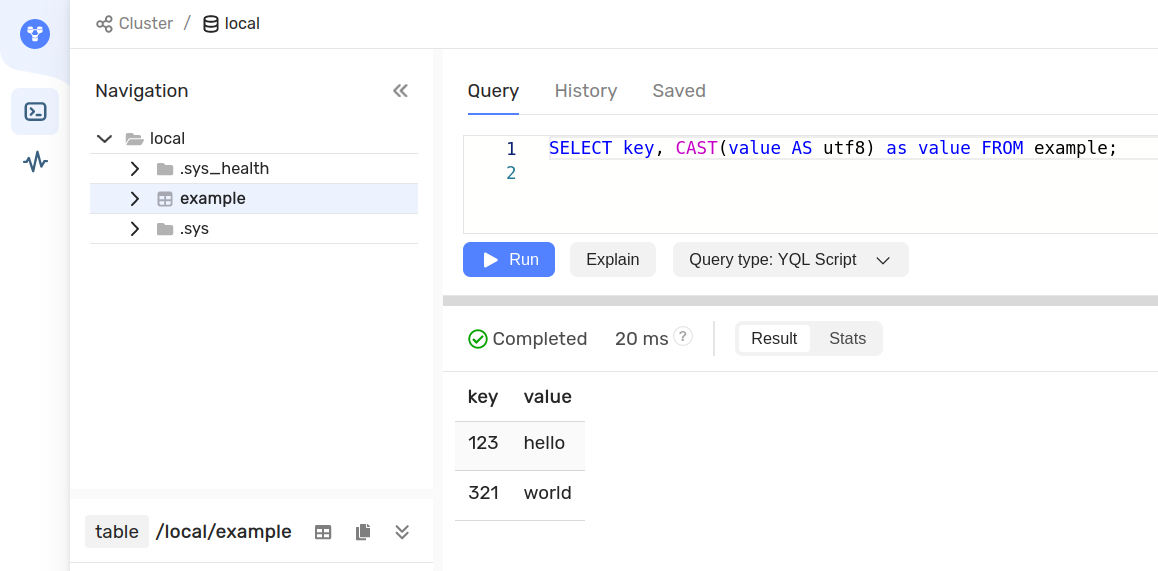 Cluster / local
Navigation
local
.sys_health
example
.sys
table /local/example
Query History Saved
1 SELECT key, CAST(value AS utf8) as value FROM example;
2
Run Explain Query type: YQL Script
Completed 20 ms ? Result Stats
key value
123 hello
321 world